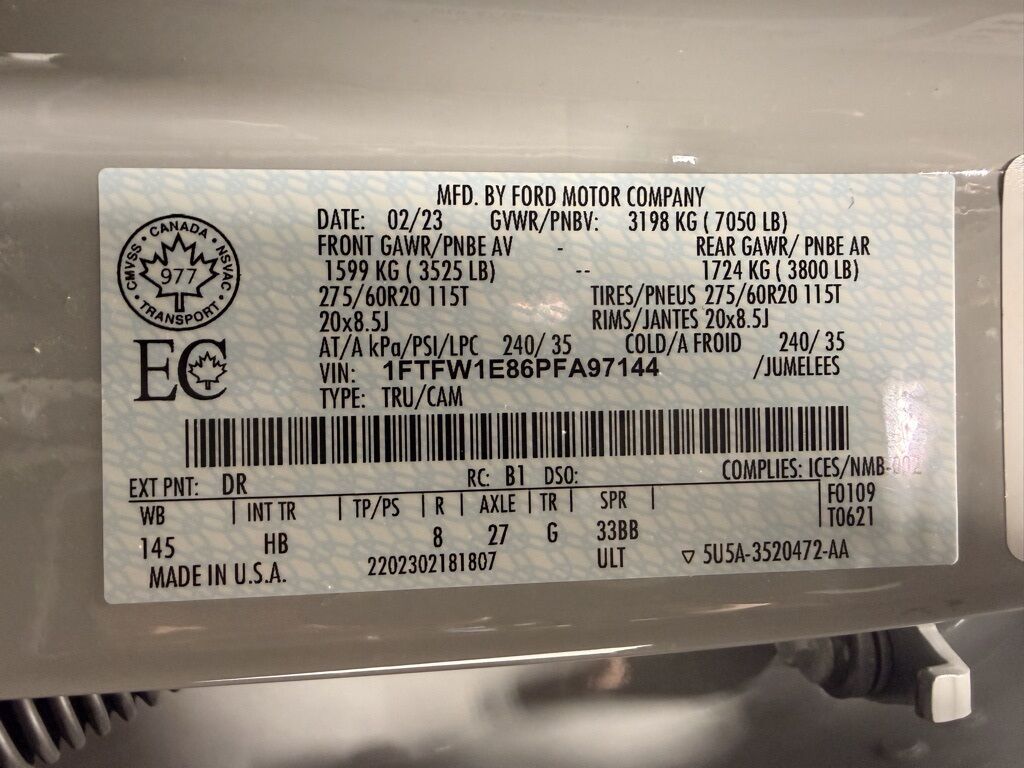 MFD. BY FORD MOTOR COMPANY
DATE: 02/23 GVWR/PNBV: 3198 KG ( 7050 LB)
FRONT GAWR/PNBE AV - REAR GAWR/ PNBE AR
1599 KG ( 3525 LB) -- 1724 KG ( 3800 LB)
275/60R20 115T TIRES/PNEUS 275/60R20 115T
20x8.5J RIMS/JANTES 20x8.5J
AT/A kPa/PSI/LPC 240/ 35 COLD/A FROID 240/ 35
VIN: 1FTFW1E86PFA97144 /JUMELEES
TYPE: TRU/CAM
CANADA • NSVAC • TRANSPORT • CMVSS •
977
EC
COMPLIES: ICES/NMB-002
EXT PNT: DR RC: B1 DSO:
WB | INT TR | TP/PS | R | AXLE | TR | SPR | F0109
145 HB 8 27 G 33BB T0621
MADE IN U.S.A. 2202302181807 ULT ▽ 5U5A-3520472-AA